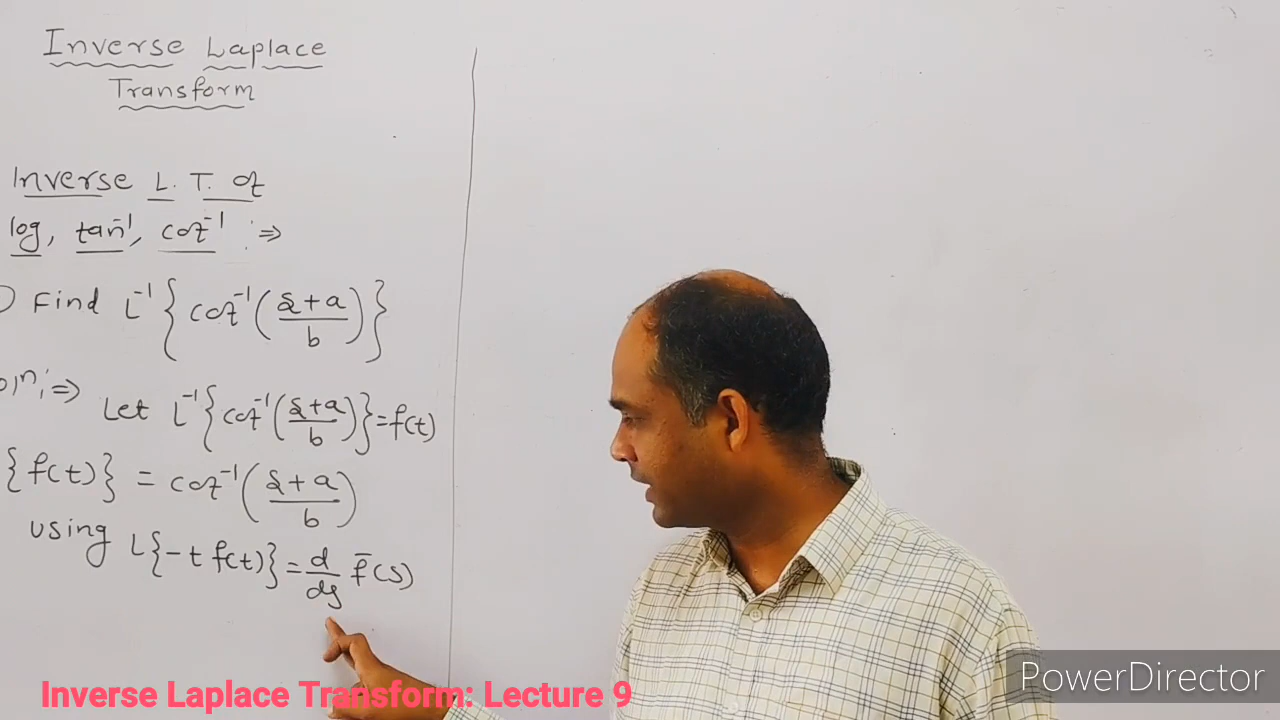 Inverse Laplace
Transform
Inverse L. T. of
log, tan⁻¹, cot⁻¹ :⇒
) Find L⁻¹{cot⁻¹((s+a)/b)}
oln: ⇒
Let L⁻¹{cot⁻¹((s+a)/b)}=f(t)
{f(t)} = cot⁻¹((s+a)/b)
using L{-t f(t)} = d/ds f̄(s)
Inverse Laplace Transform: Lecture 9
PowerDirector